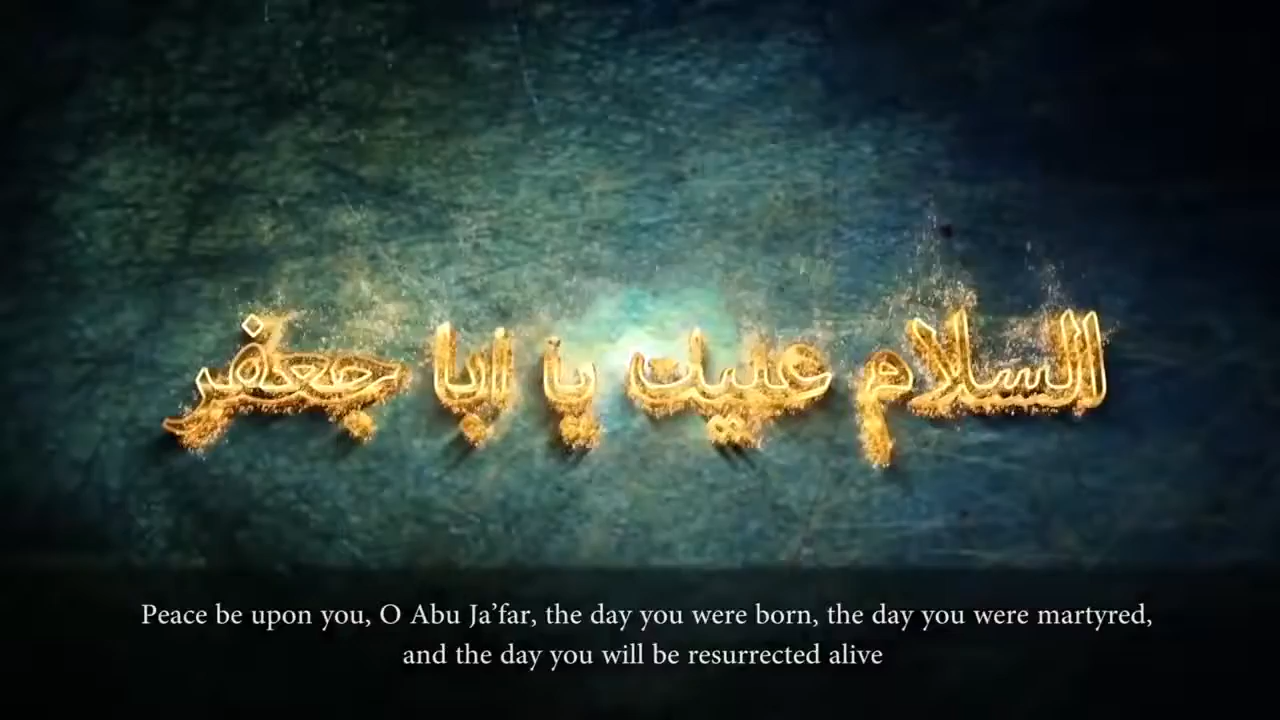 السلام عليك يا ابا جعفر
Peace be upon you, O Abu Ja’far, the day you were born, the day you were martyred,
and the day you will be resurrected alive